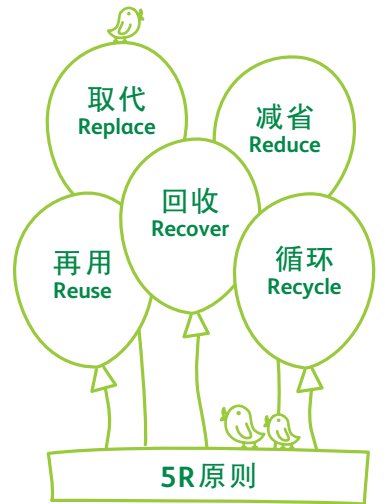 取代
Replace
减省
Reduce
回收
Recover
再用
Reuse
循环
Recycle
5R原则